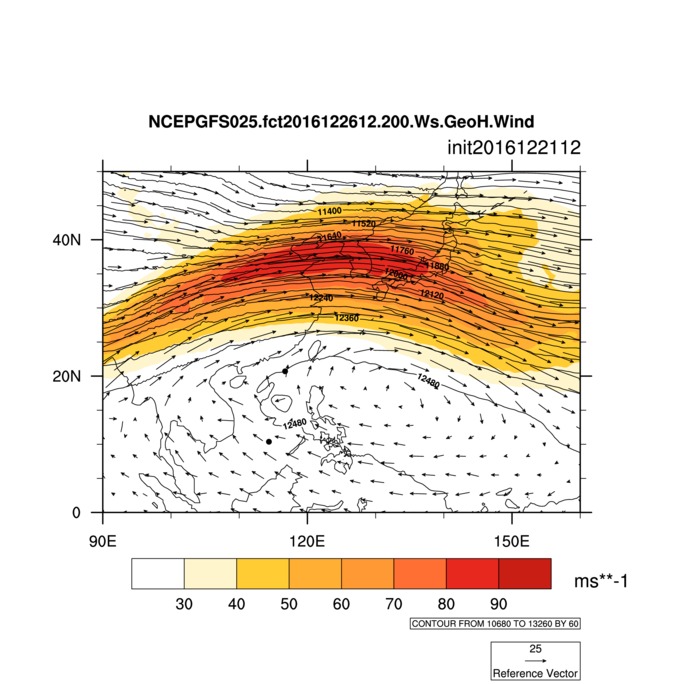 NCEPGFS025.fct2016122612.200.Ws.GeoH.Wind
init2016122112
11400
11520
11640
40N
11760
11880
12000
12120
12240
12360
20N
12480
12480
0
90E 120E 150E
ms**-1
30 40 50 60 70 80 90
CONTOUR FROM 10680 TO 13260 BY 60
25
Reference Vector